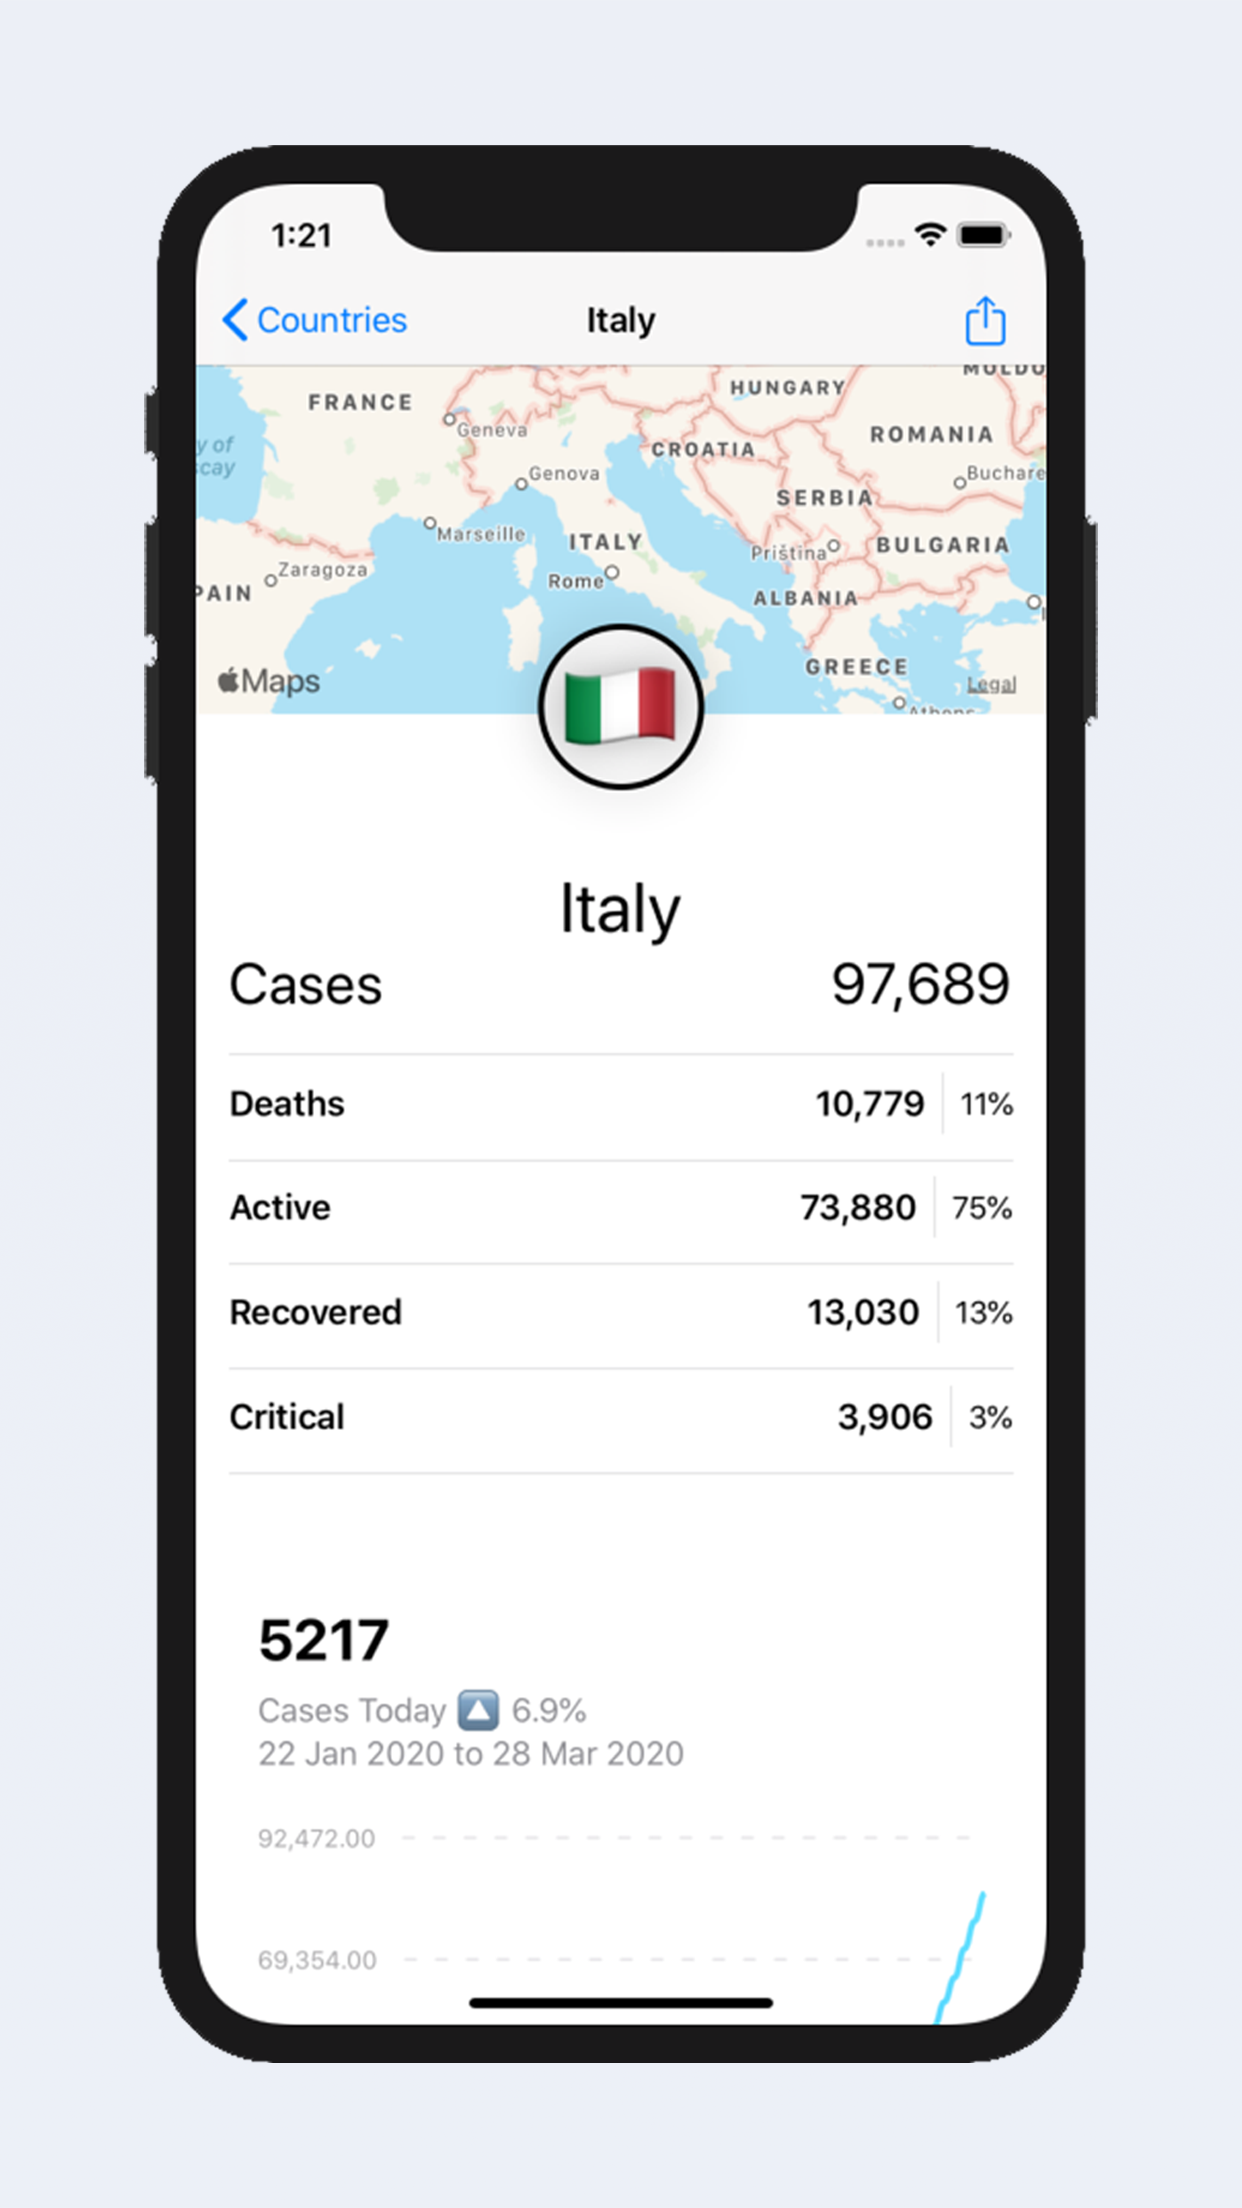 1:21
Countries
Italy
MOLDO
FRANCE
HUNGARY
Geneva
ROMANIA
y of
scay
CROATIA
Genova
Buchare
SERBIA
Marseille
ITALY
Priština
BULGARIA
Zaragoza
Rome
PAIN
ALBANIA
GREECE
Maps
Legal
Athens
Italy
Cases 97,689
Deaths 10,779 11%
Active 73,880 75%
Recovered 13,030 13%
Critical 3,906 3%
5217
Cases Today 6.9%
22 Jan 2020 to 28 Mar 2020
92,472.00
69,354.00